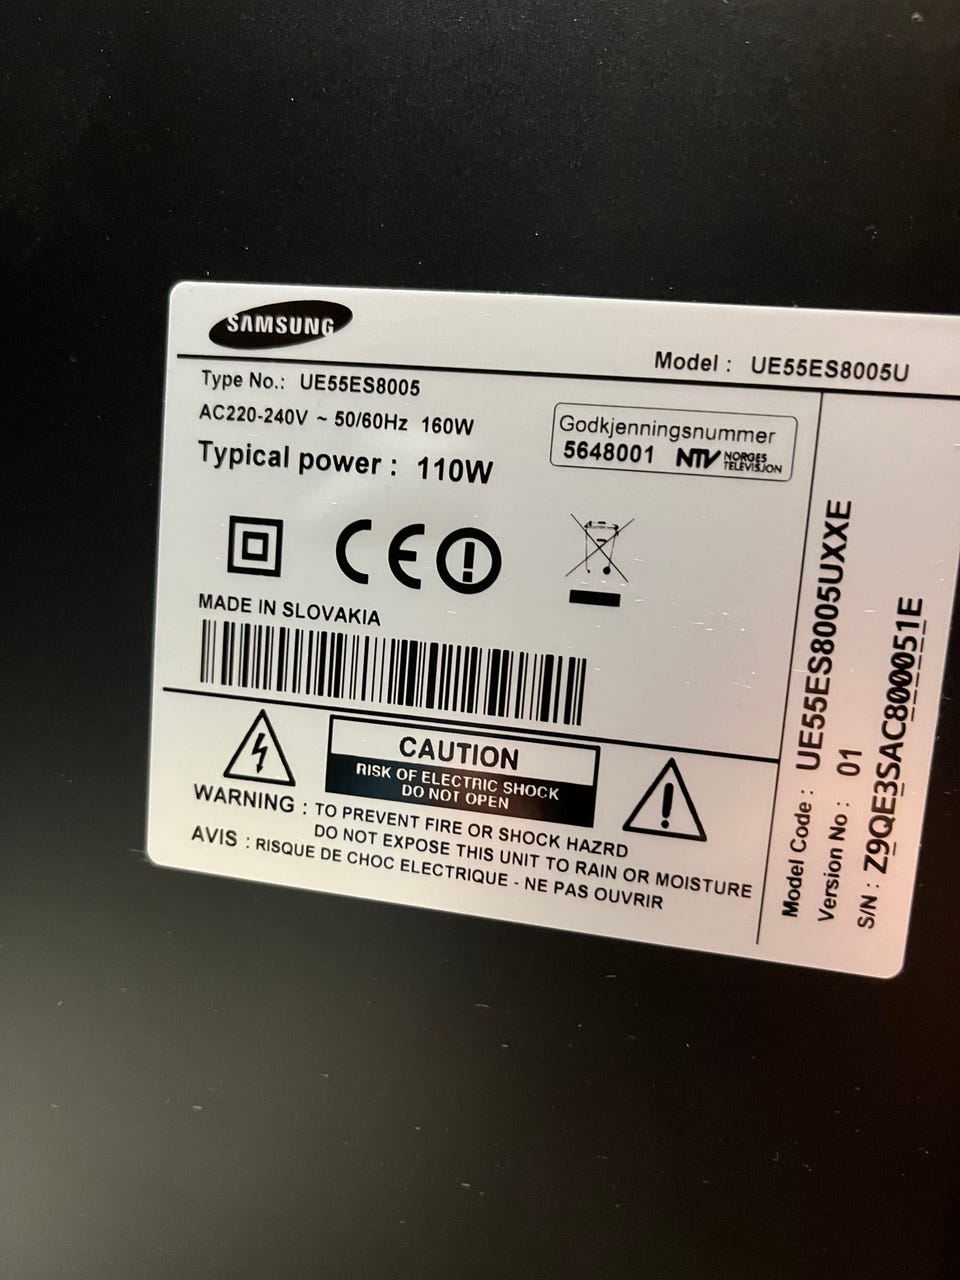 SAMSUNG
Model : UE55ES8005U
Type No.: UE55ES8005
AC220-240V ~ 50/60Hz 160W
Typical power : 110W
Godkjenningsnummer
5648001 NTV NORGES
TELEVISJON
CE
MADE IN SLOVAKIA
CAUTION
RISK OF ELECTRIC SHOCK
DO NOT OPEN
WARNING : TO PREVENT FIRE OR SHOCK HAZRD
DO NOT EXPOSE THIS UNIT TO RAIN OR MOISTURE
AVIS : RISQUE DE CHOC ELECTRIQUE - NE PAS OUVRIR
Model Code : UE55ES8005UXXE
Version No : 01
S/N : Z9QE3SAC800051E